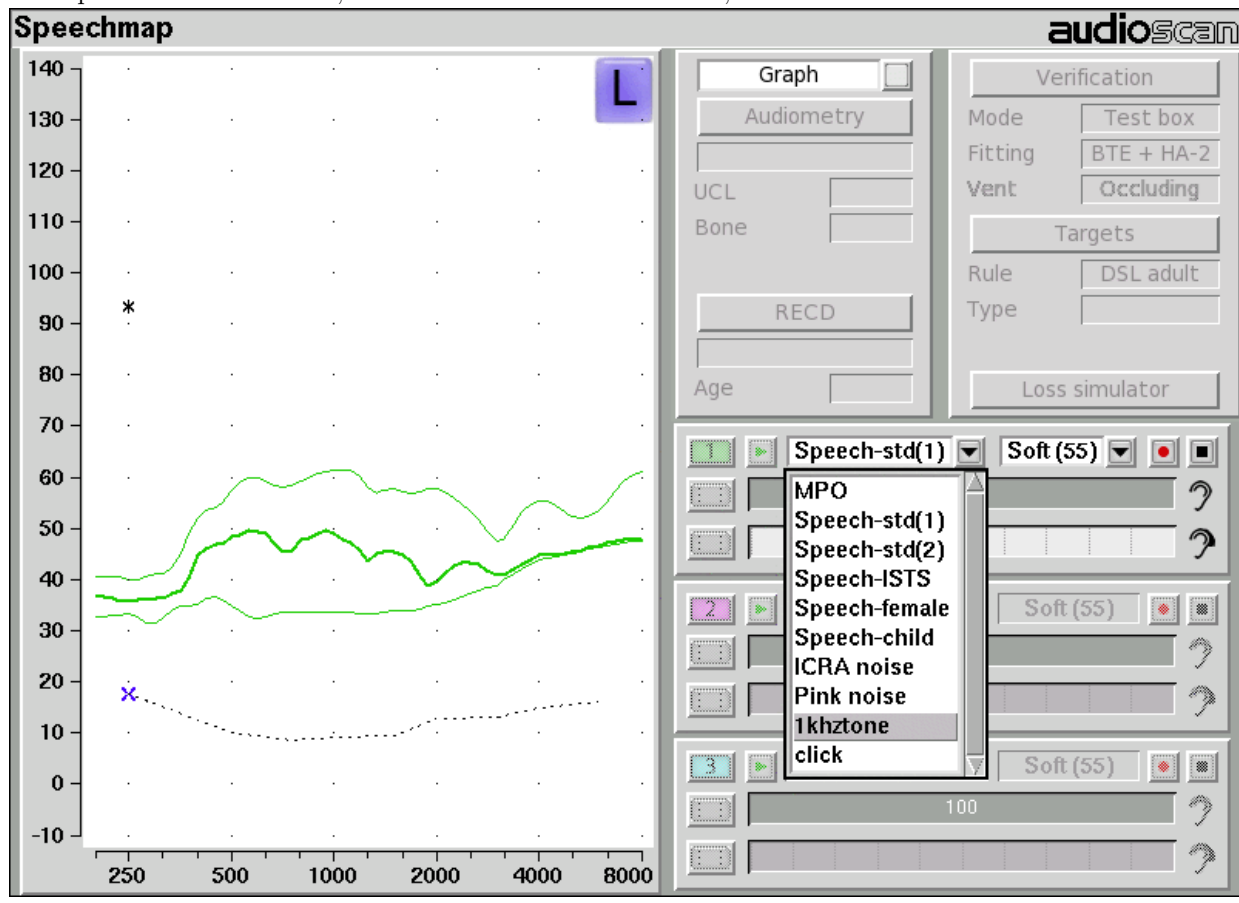 Speechmap
audioscan
140
130
120
110
100
90
80
70
60
50
40
30
20
10
0
-10
250 500 1000 2000 4000 8000
L
Graph
Audiometry
UCL
Bone
RECD
Age
Verification
Mode Test box
Fitting BTE + HA-2
Vent Occluding
Targets
Rule DSL adult
Type
Loss simulator
1 Speech-std(1) Soft (55)
MPO
Speech-std(1)
Speech-std(2)
Speech-ISTS
Speech-female
Speech-child
ICRA noise
Pink noise
1khztone
click
2 Soft (55)
3 Soft (55)
100